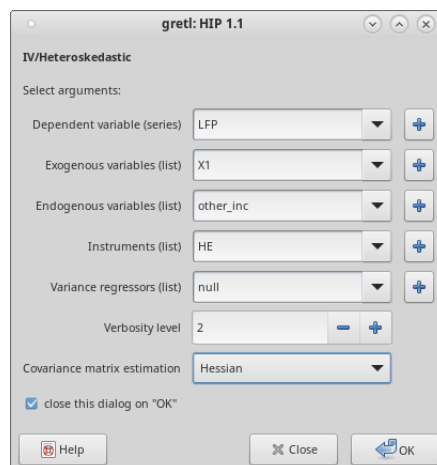 gretl: HIP 1.1
IV/Heteroskedastic
Select arguments:
Dependent variable (series) LFP
Exogenous variables (list) X1
Endogenous variables (list) other_inc
Instruments (list) HE
Variance regressors (list) null
Verbosity level 2
Covariance matrix estimation Hessian
close this dialog on "OK"
Help Close OK